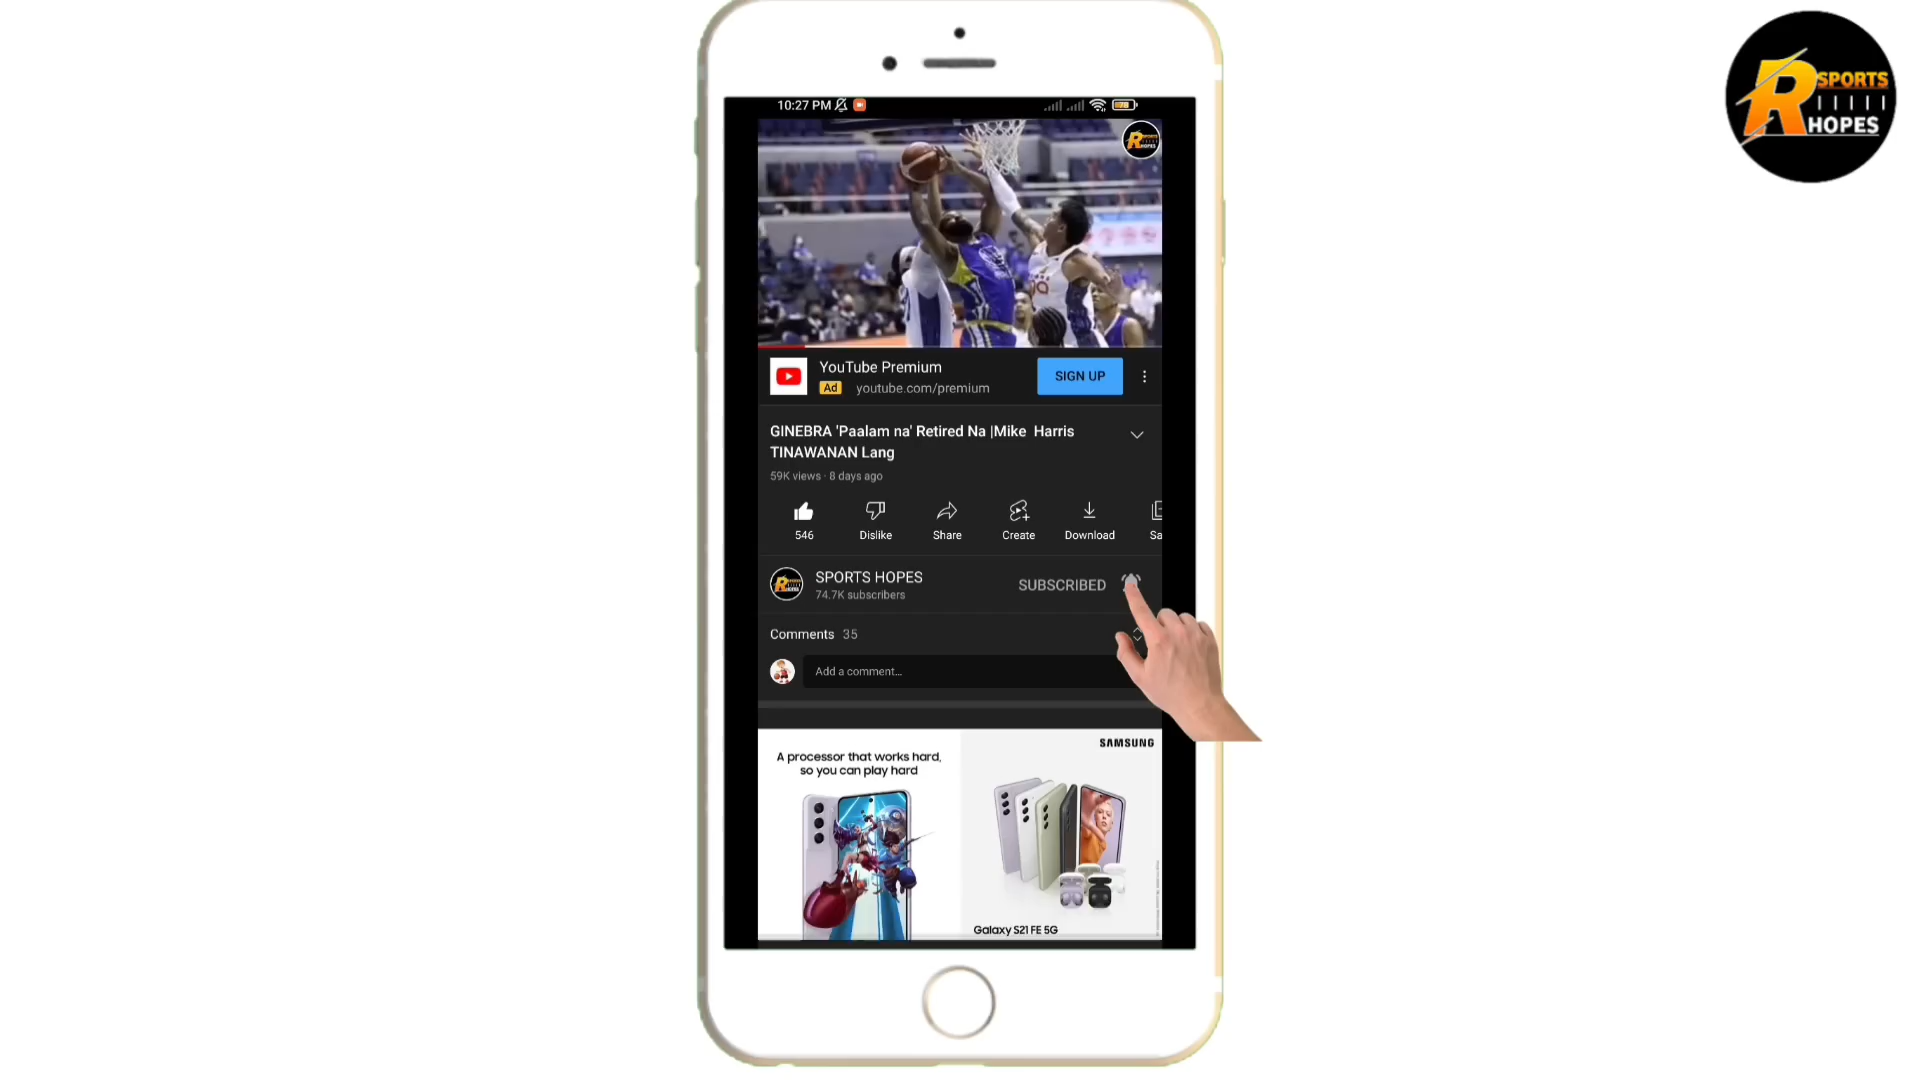 SPORTS
HOPES
10:27 PM
YouTube Premium
Ad youtube.com/premium
SIGN UP
GINEBRA 'Paalam na' Retired Na |Mike Harris
TINAWANAN Lang
59K views · 8 days ago
546 Dislike Share Create Download Sa
SPORTS HOPES
74.7K subscribers
SUBSCRIBED
Comments 35
Add a comment...
A processor that works hard,
so you can play hard
SAMSUNG
Galaxy S21 FE 5G